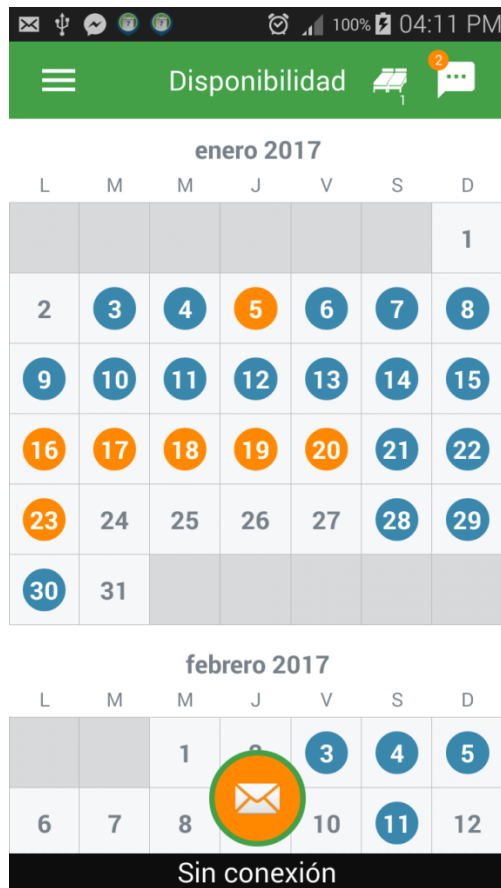 100% 04:11 PM
Disponibilidad 1 2
enero 2017
L M M J V S D
1
2 3 4 5 6 7 8
9 10 11 12 13 14 15
16 17 18 19 20 21 22
23 24 25 26 27 28 29
30 31
febrero 2017
L M M J V S D
1 3 4 5
6 7 8 10 11 12
Sin conexión